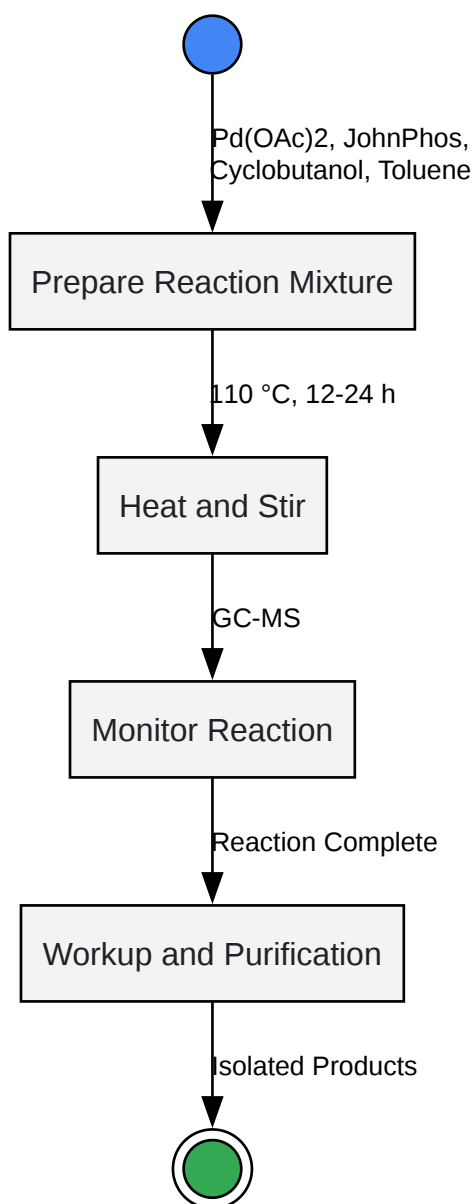 Pd(OAc)2, JohnPhos,
Cyclobutanol, Toluene
Prepare Reaction Mixture
110 °C, 12-24 h
Heat and Stir
GC-MS
Monitor Reaction
Reaction Complete
Workup and Purification
Isolated Products